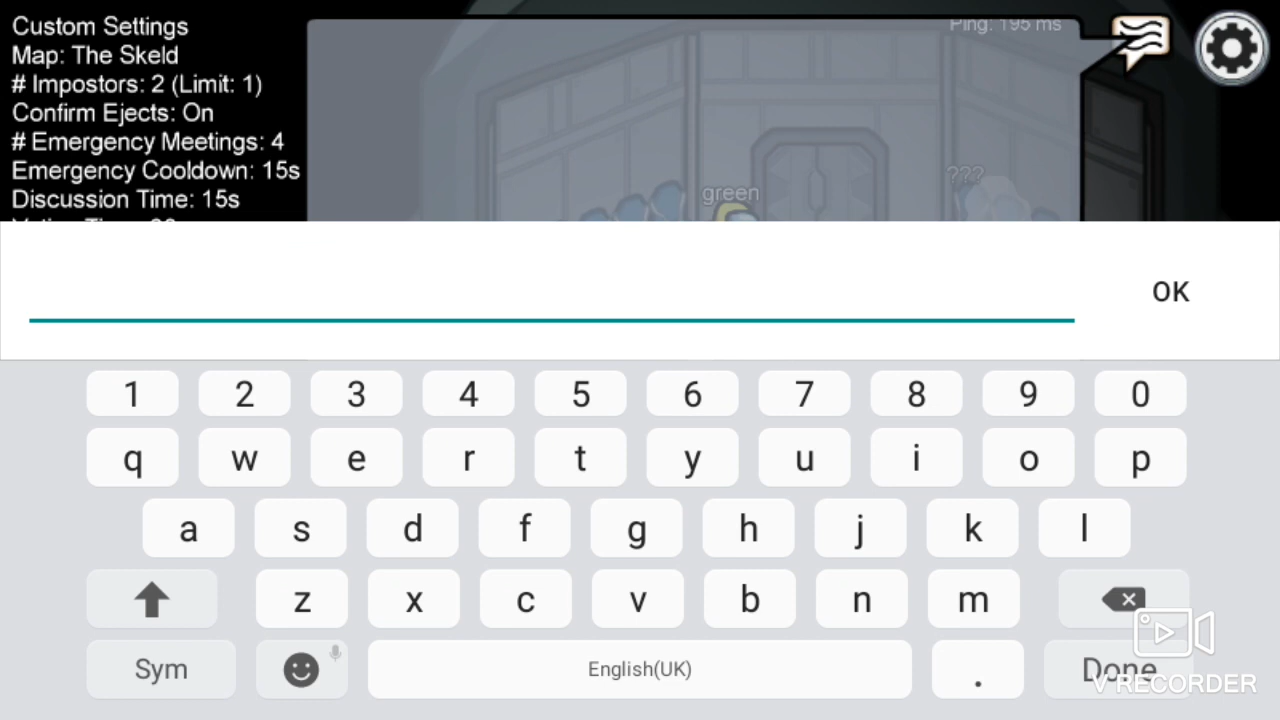 Custom Settings
Ping: 195 ms
Map: The Skeld
# Impostors: 2 (Limit: 1)
Confirm Ejects: On
# Emergency Meetings: 4
Emergency Cooldown: 15s
Discussion Time: 15s
???
green
OK
1 2 3 4 5 6 7 8 9 0
q w e r t y u i o p
a s d f g h j k l
z x c v b n m
Sym English(UK) . Done
V RECORDER